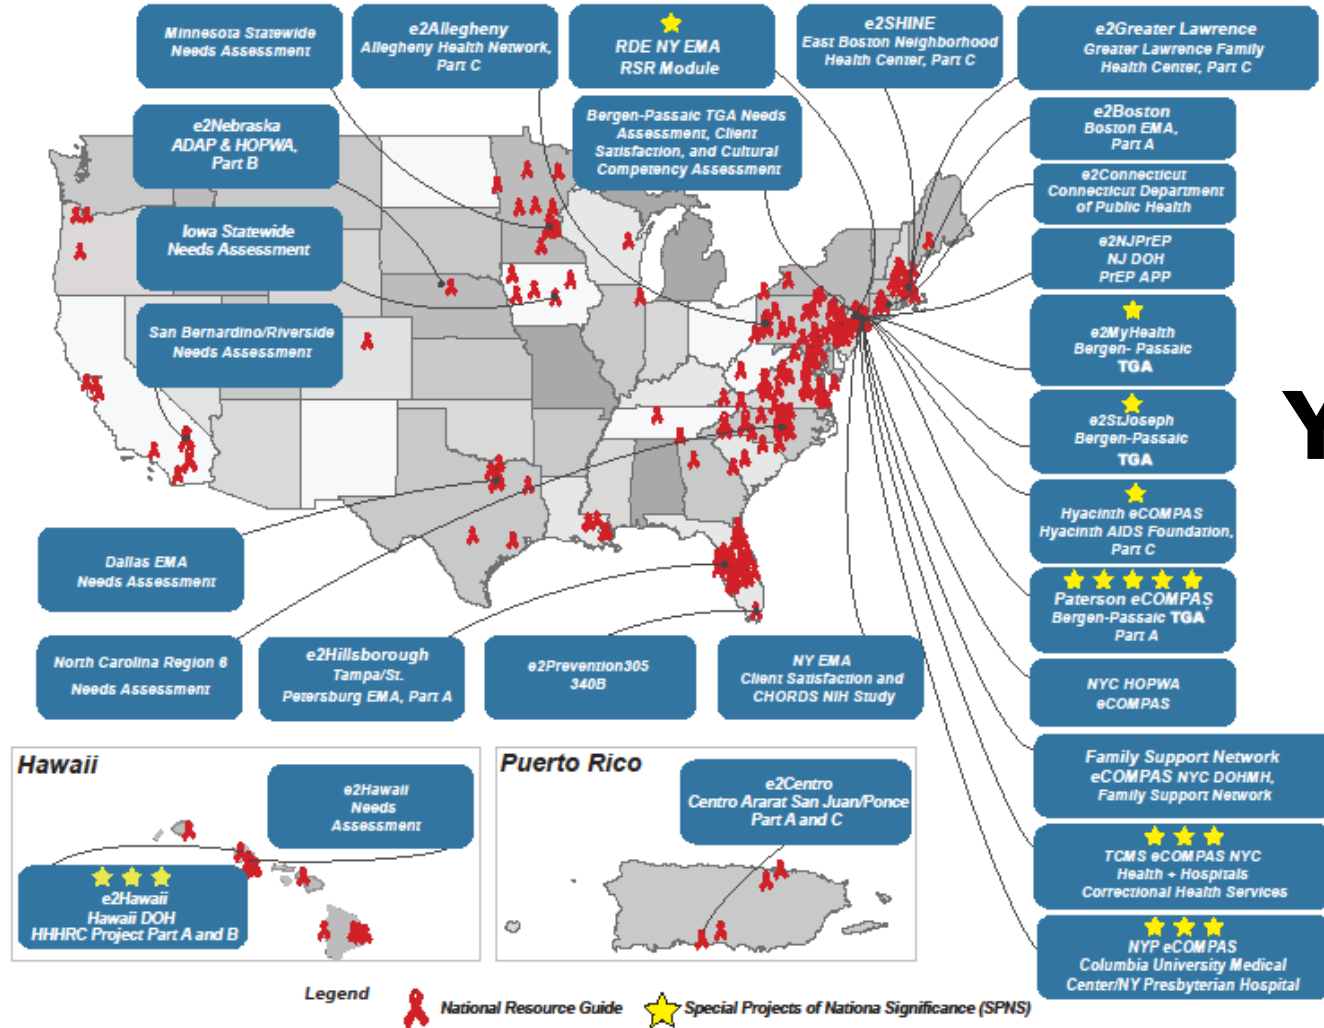 Minnesota Statewide
Needs Assessment
e2Allegheny
Allegheny Health Network,
Part C
RDE NY EMA
RSR Module
e2SHINE
East Boston Neighborhood
Health Center, Part C
e2Greater Lawrence
Greater Lawrence Family
Health Center, Part C
e2Nebraska
ADAP & HOPWA,
Part B
Bergen-Passaic TGA Needs
Assessment, Client
Satisfaction, and Cultural
Competency Assessment
e2Boston
Boston EMA,
Part A
e2Connecticut
Connecticut Department
of Public Health
Iowa Statewide
Needs Assessment
e2NJPrEP
NJ DOH
PrEP APP
San Bernardino/Riverside
Needs Assessment
e2MyHealth
Bergen- Passaic
TGA
Y
e2StJoseph
Bergen-Passaic
TGA
Hyacinth eCOMPAS
Hyacinth AIDS Foundation,
Part C
Dallas EMA
Needs Assessment
Paterson eCOMPAS
Bergen-Passaic TGA
Part A
North Carolina Region 6
Needs Assessment
e2Hillsborough
Tampa/St.
Petersburg EMA, Part A
e2Prevention305
340B
NY EMA
Client Satisfaction and
CHORDS NIH Study
NYC HOPWA
eCOMPAS
Family Support Network
eCOMPAS NYC DOHMH,
Family Support Network
Hawaii
e2Hawaii
Needs
Assessment
e2Hawaii
Hawaii DOH
HHHRC Project Part A and B
Puerto Rico
e2Centro
Centro Ararat San Juan/Ponce
Part A and C
TCMS eCOMPAS NYC
Health + Hospitals
Correctional Health Services
NYP eCOMPAS
Columbia University Medical
Center/NY Presbyterian Hospital
Legend
National Resource Guide
Special Projects of Nationa Significance (SPNS)